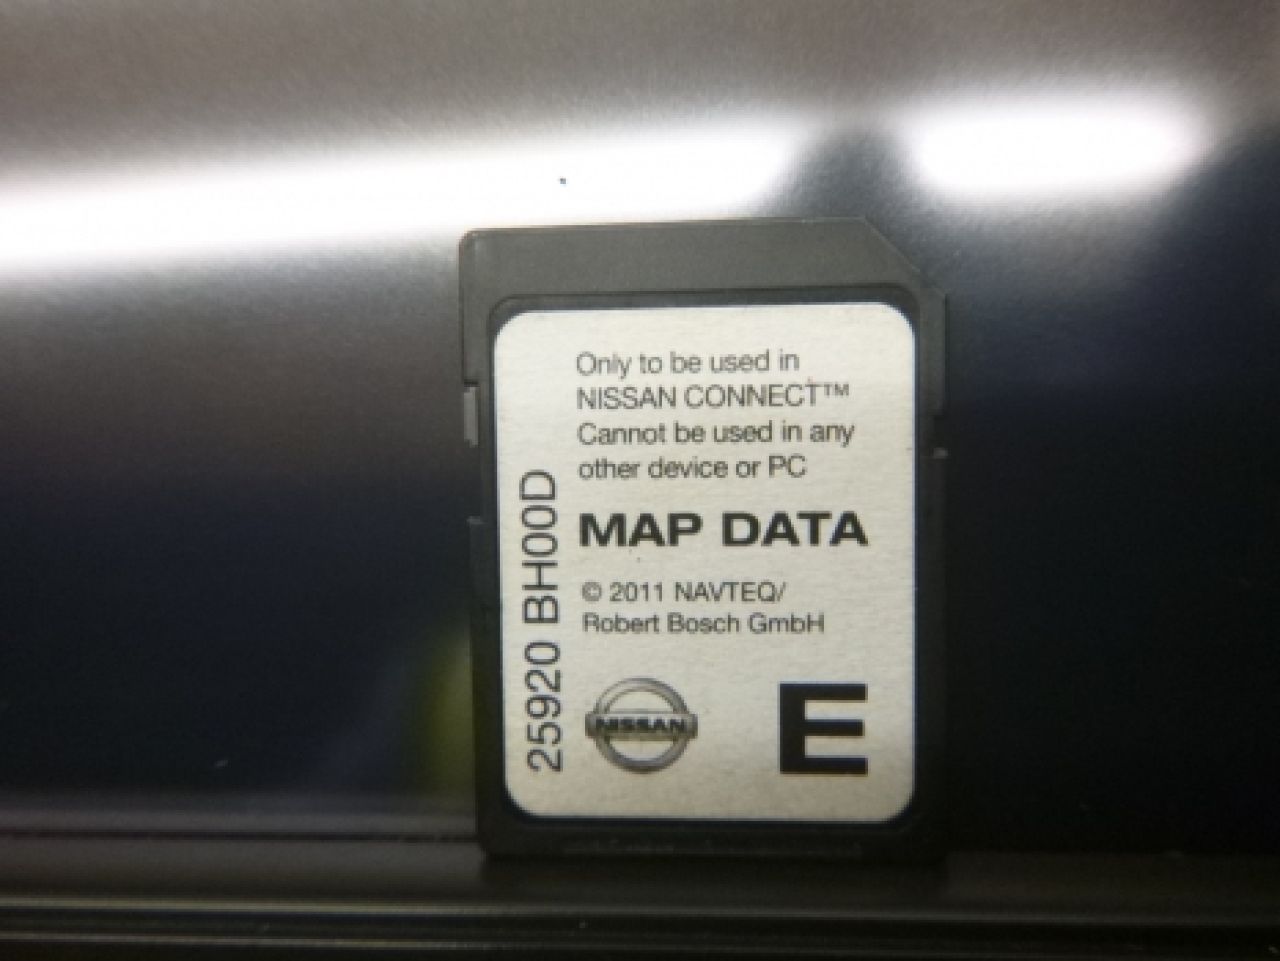 Only to be used in
NISSAN CONNECT™
Cannot be used in any
other device or PC
MAP DATA
© 2011 NAVTEQ/
Robert Bosch GmbH
25920 BH00D
NISSAN
E